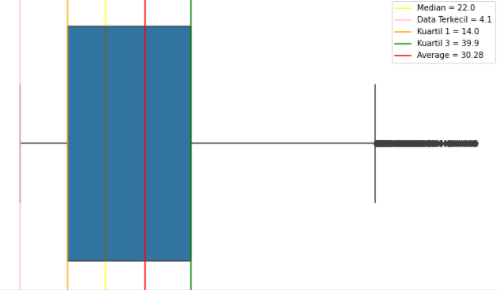 Median = 22.0
Data Terkecil = 4.1
Kuartil 1 = 14.0
Kuartil 3 = 39.9
Average = 30.28